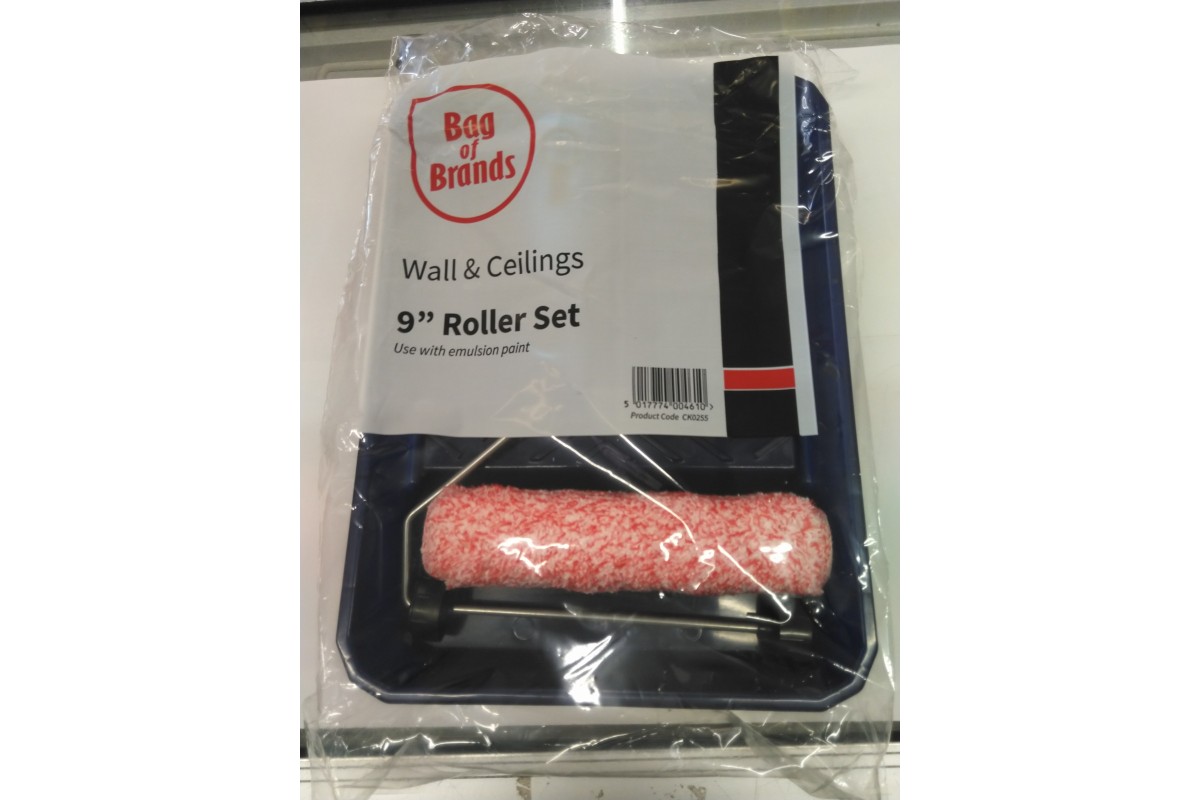 Bag
of
Brands
Wall & Ceilings
9” Roller Set
Use with emulsion paint
5 017774 004610 >
Product Code CK0255